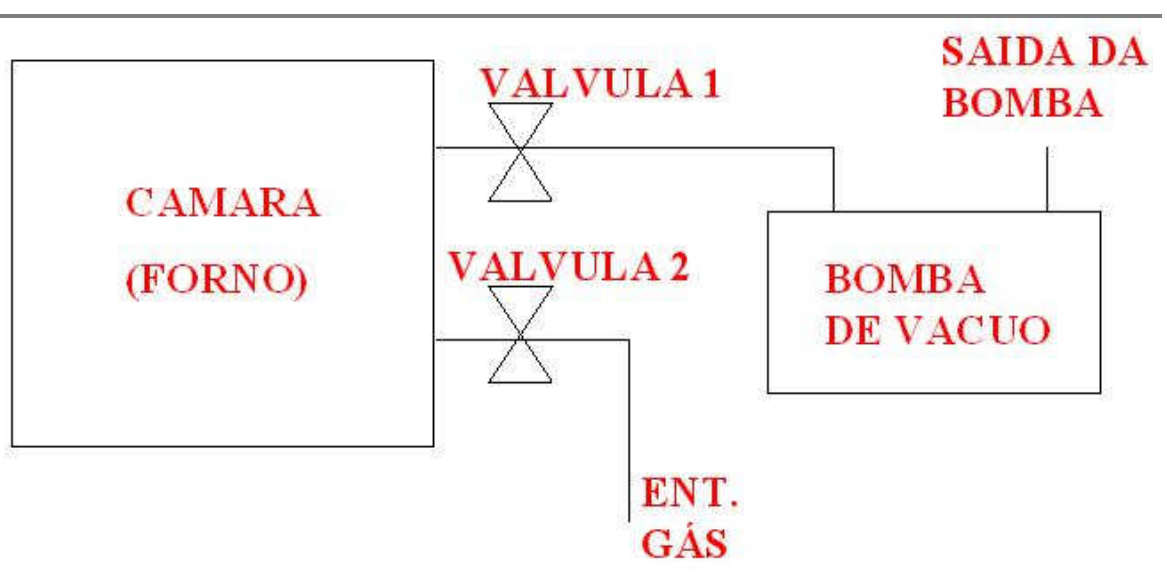 SAIDA DA
BOMBA
VALVULA 1
CAMARA
(FORNO)
VALVULA 2
BOMBA
DE VACUO
ENT.
GÁS